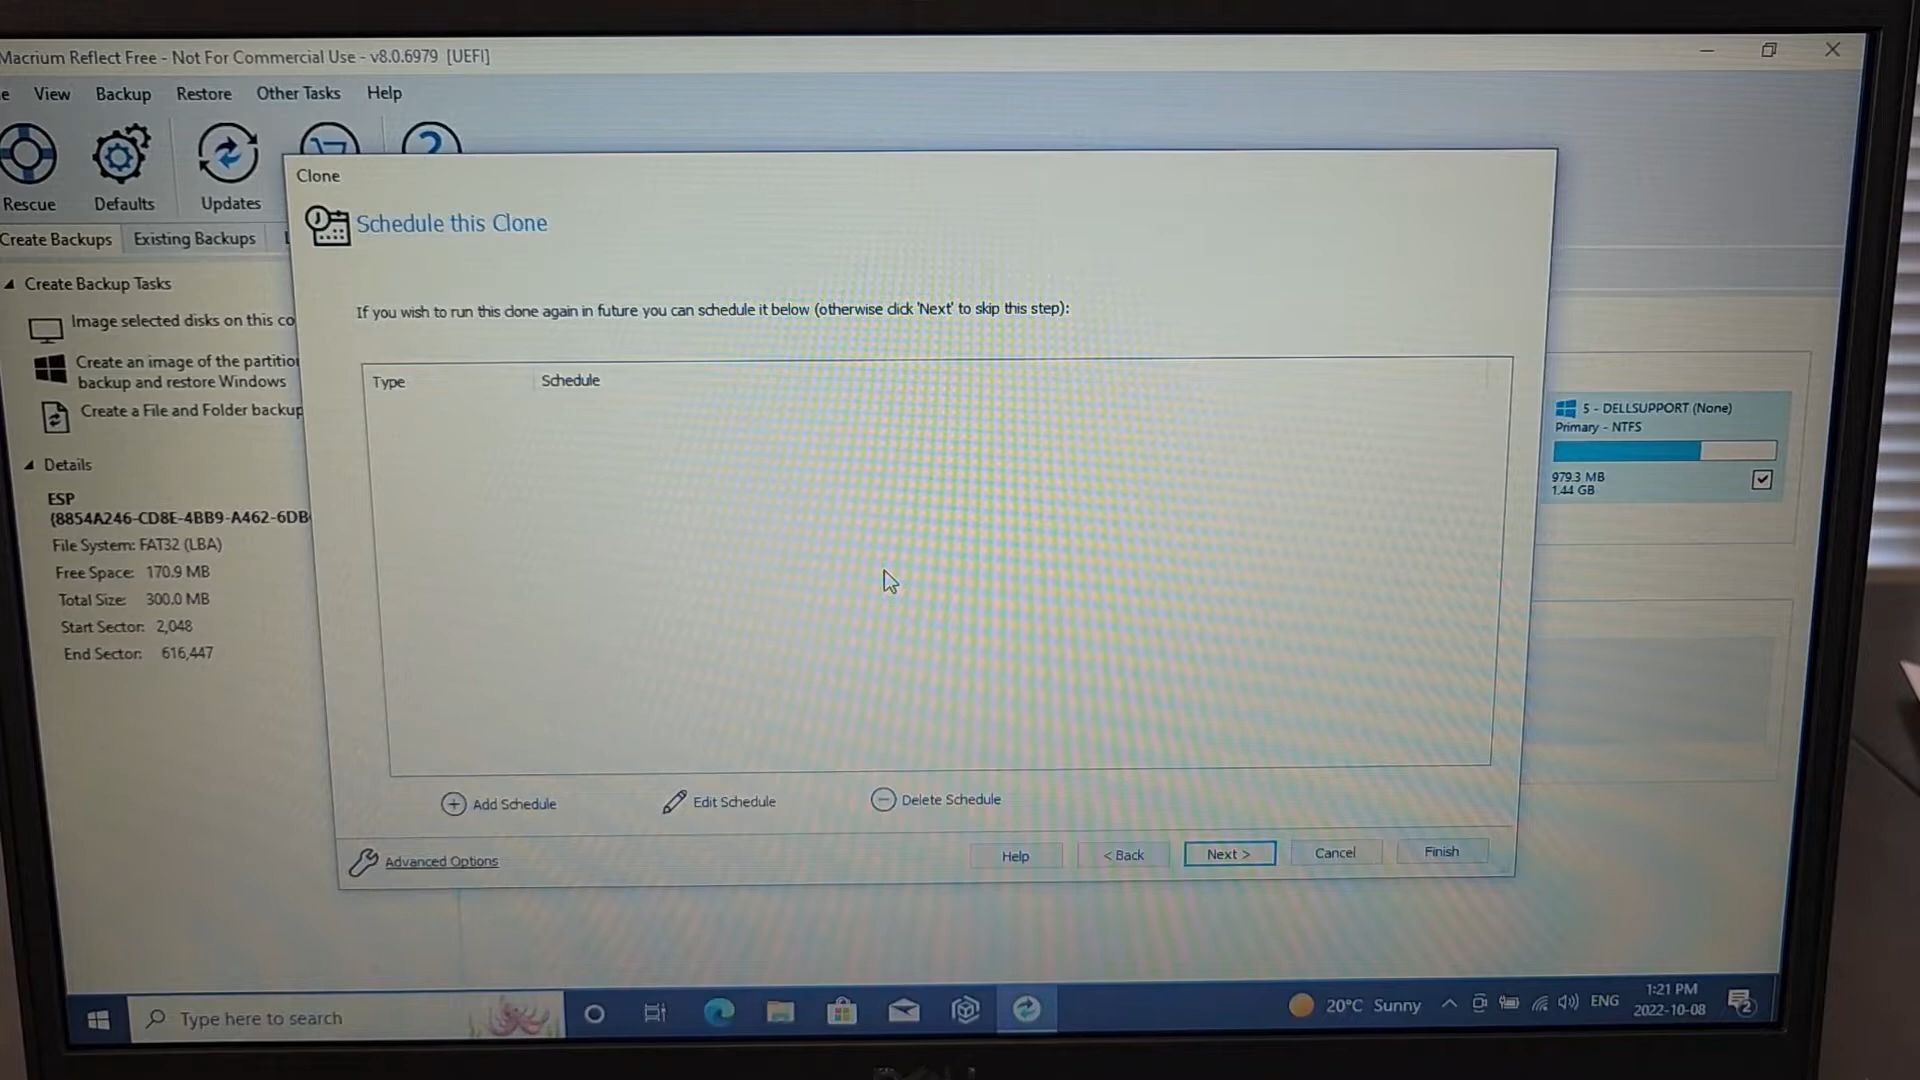 Macrium Reflect Free - Not For Commercial Use - v8.0.6979 [UEFI]
e View Backup Restore Other Tasks Help
Rescue Defaults Updates
Create Backups Existing Backups
Create Backup Tasks
Image selected disks on this co
Create an image of the partitio
backup and restore Windows
Create a File and Folder backup
Details
ESP
(8854A246-CD8E-4BB9-A462-6DB
File System: FAT32 (LBA)
Free Space: 170.9 MB
Total Size: 300.0 MB
Start Sector: 2,048
End Sector: 616,447
Clone
Schedule this Clone
If you wish to run this clone again in future you can schedule it below (otherwise click 'Next' to skip this step):
Type Schedule
Add Schedule Edit Schedule Delete Schedule
Advanced Options
Help < Back Next > Cancel Finish
5 - DELLSUPPORT (None)
Primary - NTFS
979.3 MB
1.44 GB
Type here to search
20°C Sunny
ENG
1:21 PM
2022-10-08
2